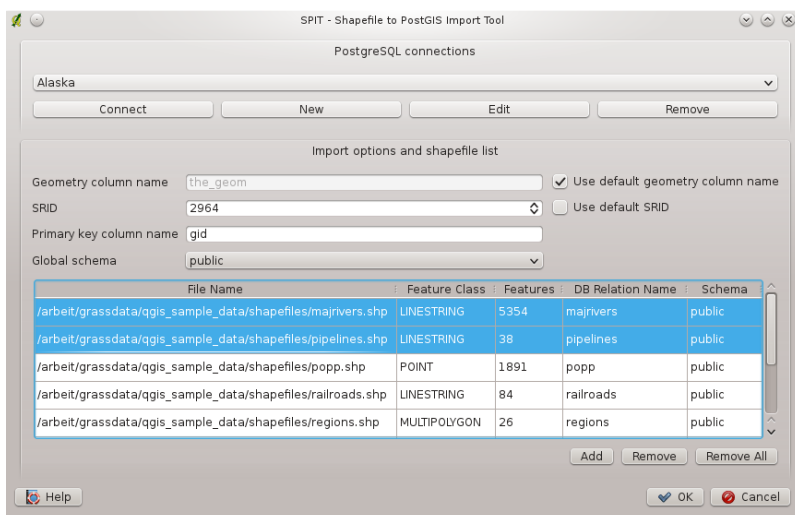 SPIT - Shapefile to PostGIS Import Tool
PostgreSQL connections
Alaska
Connect New Edit Remove
Import options and shapefile list
Geometry column name the_geom Use default geometry column name
SRID 2964 Use default SRID
Primary key column name gid
Global schema public
File Name Feature Class Features DB Relation Name Schema
/arbeit/grassdata/qgis_sample_data/shapefiles/majrivers.shp LINESTRING 5354 majrivers public
/arbeit/grassdata/qgis_sample_data/shapefiles/pipelines.shp LINESTRING 38 pipelines public
/arbeit/grassdata/qgis_sample_data/shapefiles/popp.shp POINT 1891 popp public
/arbeit/grassdata/qgis_sample_data/shapefiles/railroads.shp LINESTRING 84 railroads public
/arbeit/grassdata/qgis_sample_data/shapefiles/regions.shp MULTIPOLYGON 26 regions public
Add Remove Remove All
Help OK Cancel